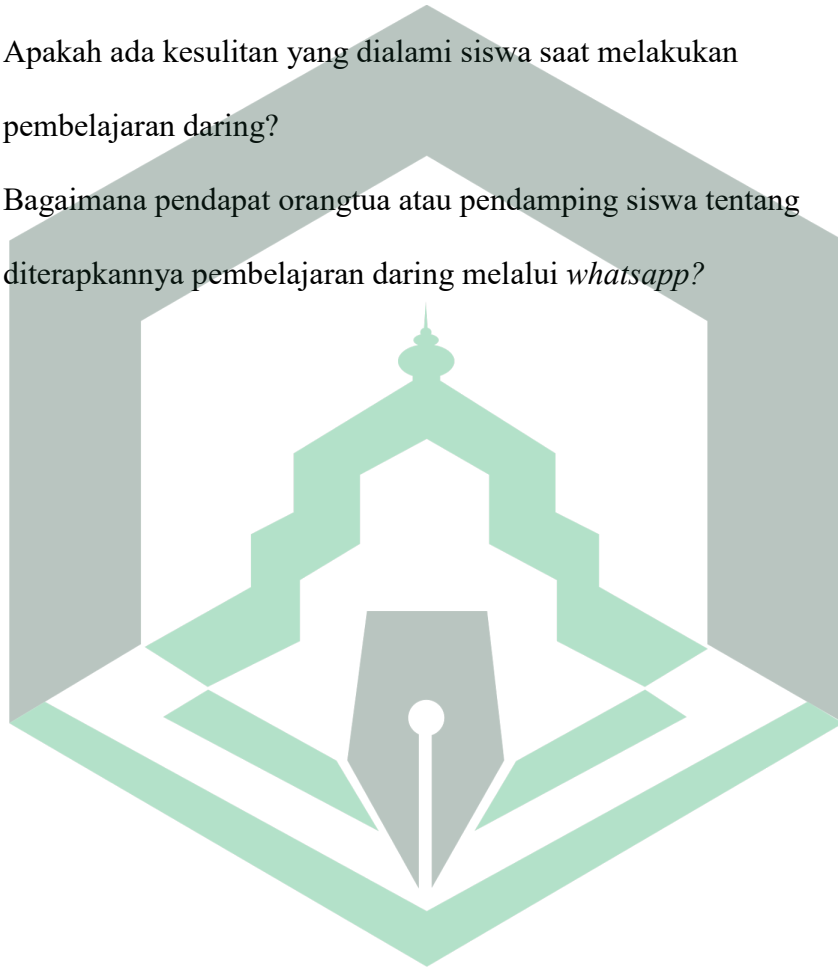 Apakah ada kesulitan yang dialami siswa saat melakukan
pembelajaran daring?
Bagaimana pendapat orangtua atau pendamping siswa tentang
diterapkannya pembelajaran daring melalui whatsapp?